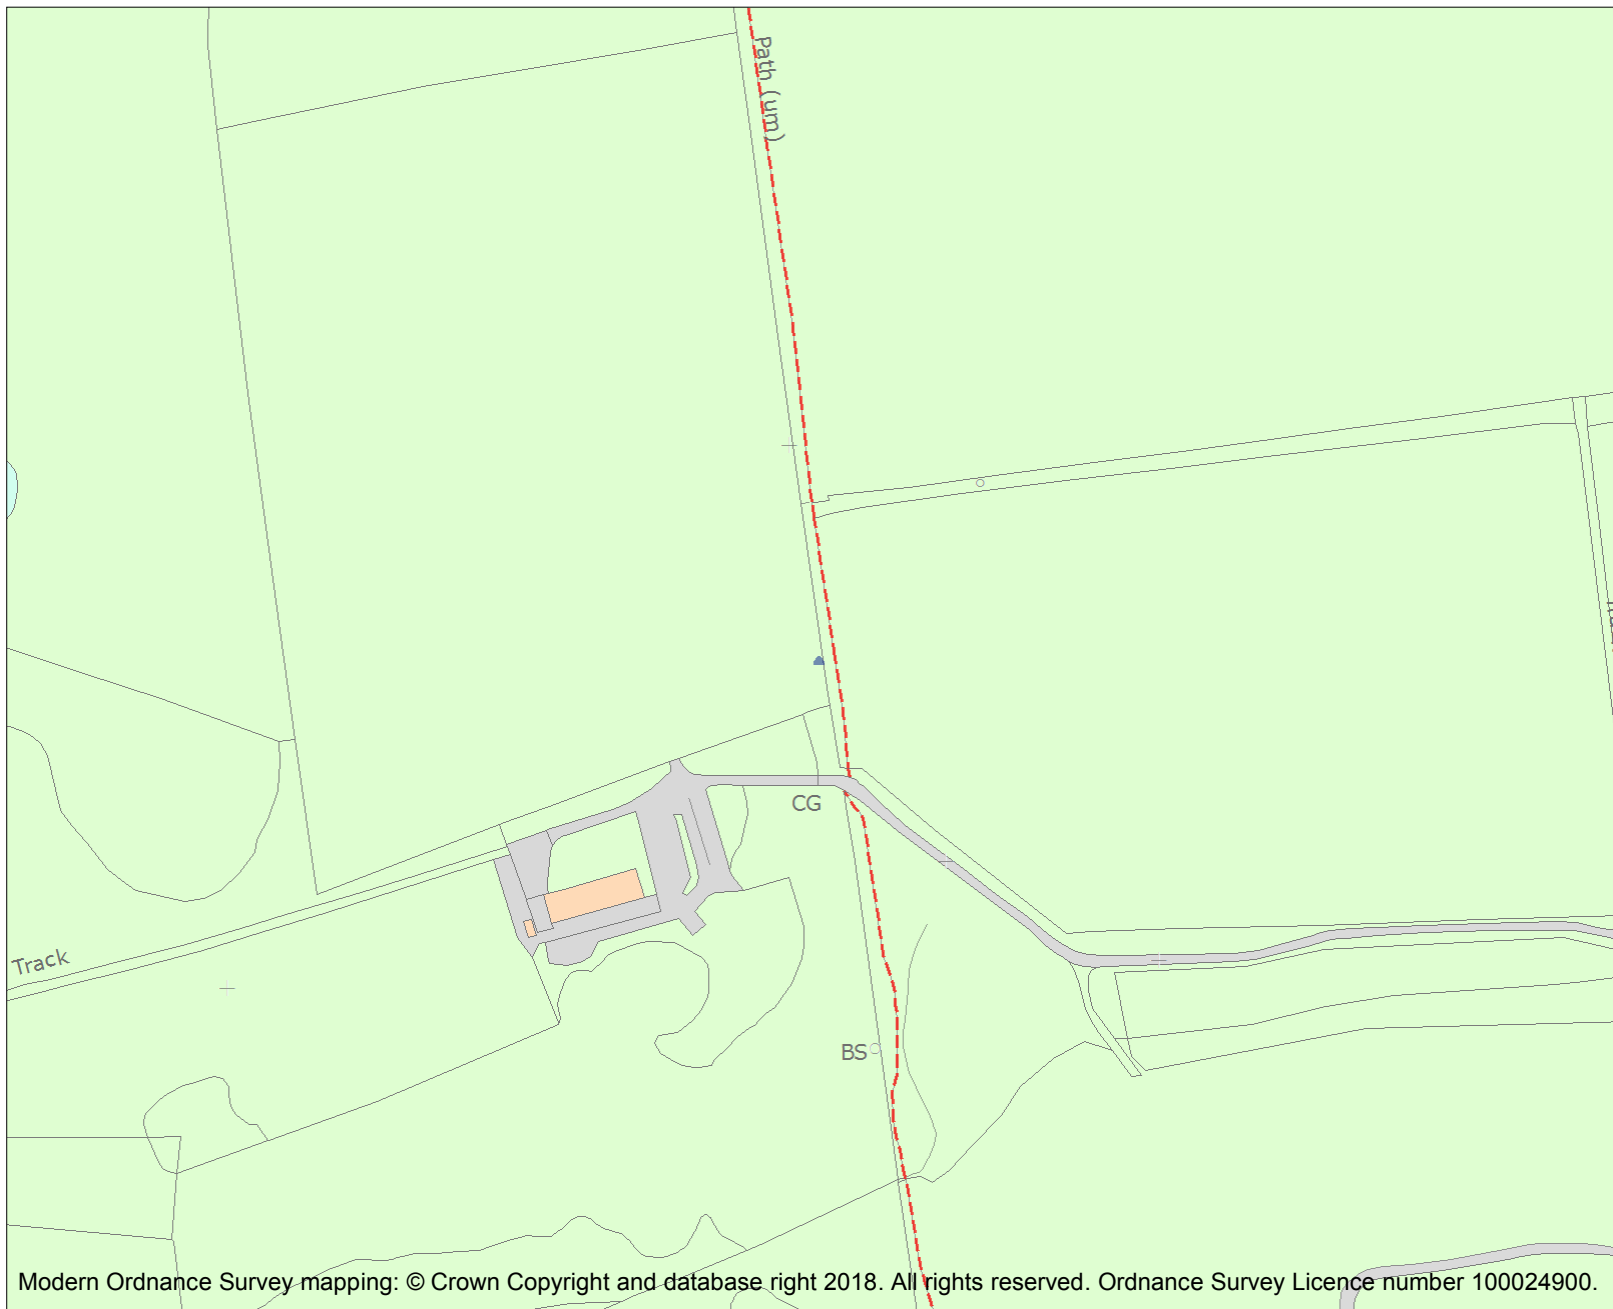 Path (um)
CG
Track
BS
Modern Ordnance Survey mapping: © Crown Copyright and database right 2018. All rights reserved. Ordnance Survey Licence number 100024900.